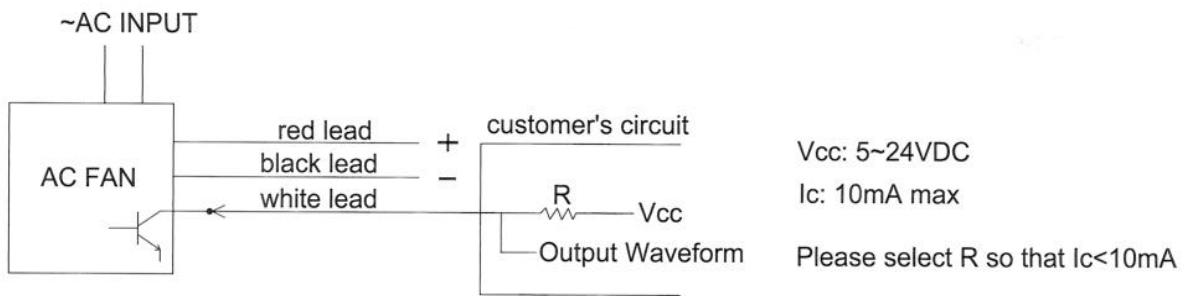 ~AC INPUT
red lead + customer's circuit
black lead −
AC FAN
white lead
R
Vcc
Output Waveform
Vcc: 5~24VDC
Ic: 10mA max
Please select R so that Ic<10mA